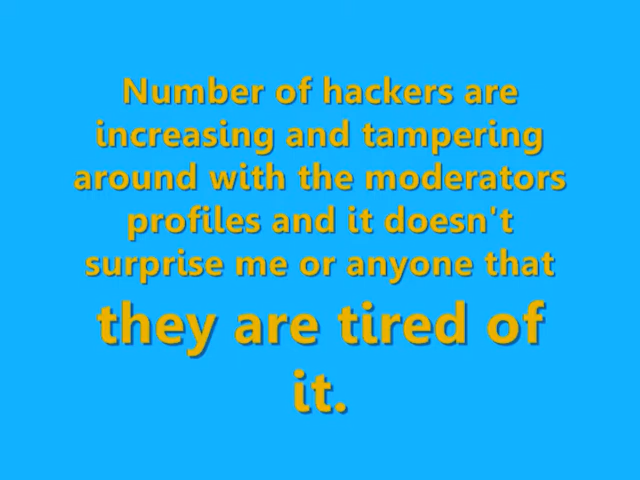 Number of hackers are
increasing and tampering
around with the moderators
profiles and it doesn't
surprise me or anyone that
they are tired of
it.